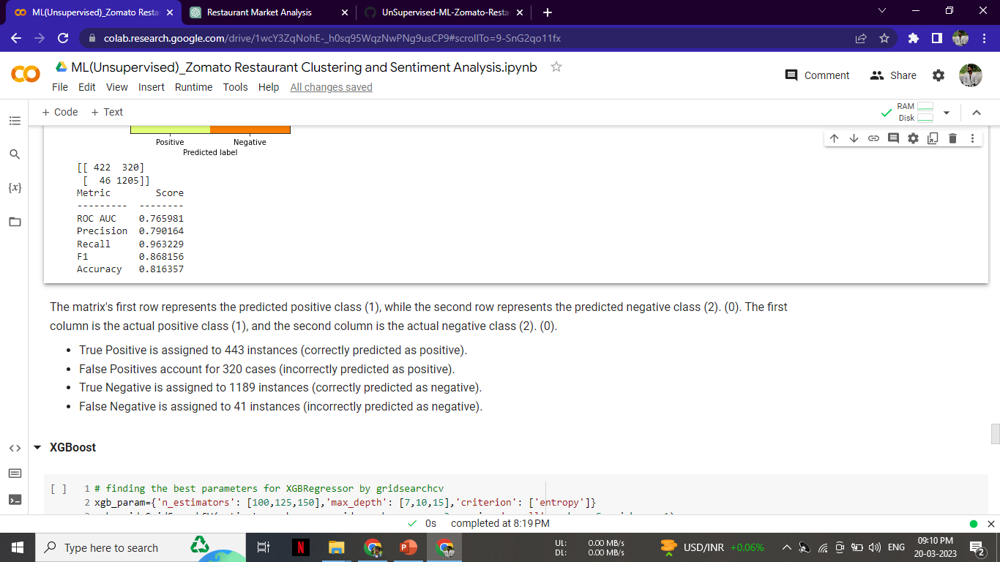 ML(Unsupervised)_Zomato Resta
Restaurant Market Analysis
UnSupervised-ML-Zomato-Resta
colab.research.google.com/drive/1wcY3ZqNohE-_h0sq95WqzNwPNg9usCP9#scrollTo=9-SnG2qo11fx
ML(Unsupervised)_Zomato Restaurant Clustering and Sentiment Analysis.ipynb
Comment
Share
File Edit View Insert Runtime Tools Help All changes saved
+ Code + Text
RAM
Disk
Positive Negative
Predicted label
[[ 422 320]
[ 46 1205]]
Metric Score
--------- --------
ROC AUC 0.765981
Precision 0.790164
Recall 0.963229
F1 0.868156
Accuracy 0.816357
The matrix's first row represents the predicted positive class (1), while the second row represents the predicted negative class (2). (0). The first
column is the actual positive class (1), and the second column is the actual negative class (2). (0).
• True Positive is assigned to 443 instances (correctly predicted as positive).
• False Positives account for 320 cases (incorrectly predicted as positive).
• True Negative is assigned to 1189 instances (correctly predicted as negative).
• False Negative is assigned to 41 instances (incorrectly predicted as negative).
XGBoost
[ ] 1 # finding the best parameters for XGBRegressor by gridsearchcv
2 xgb_param={'n_estimators': [100,125,150],'max_depth': [7,10,15],'criterion': ['entropy']}
0s completed at 8:19 PM
Type here to search
N
UL: 0.00 MB/s
DL: 0.00 MB/s
USD/INR +0.06%
ENG
09:10 PM
20-03-2023
2